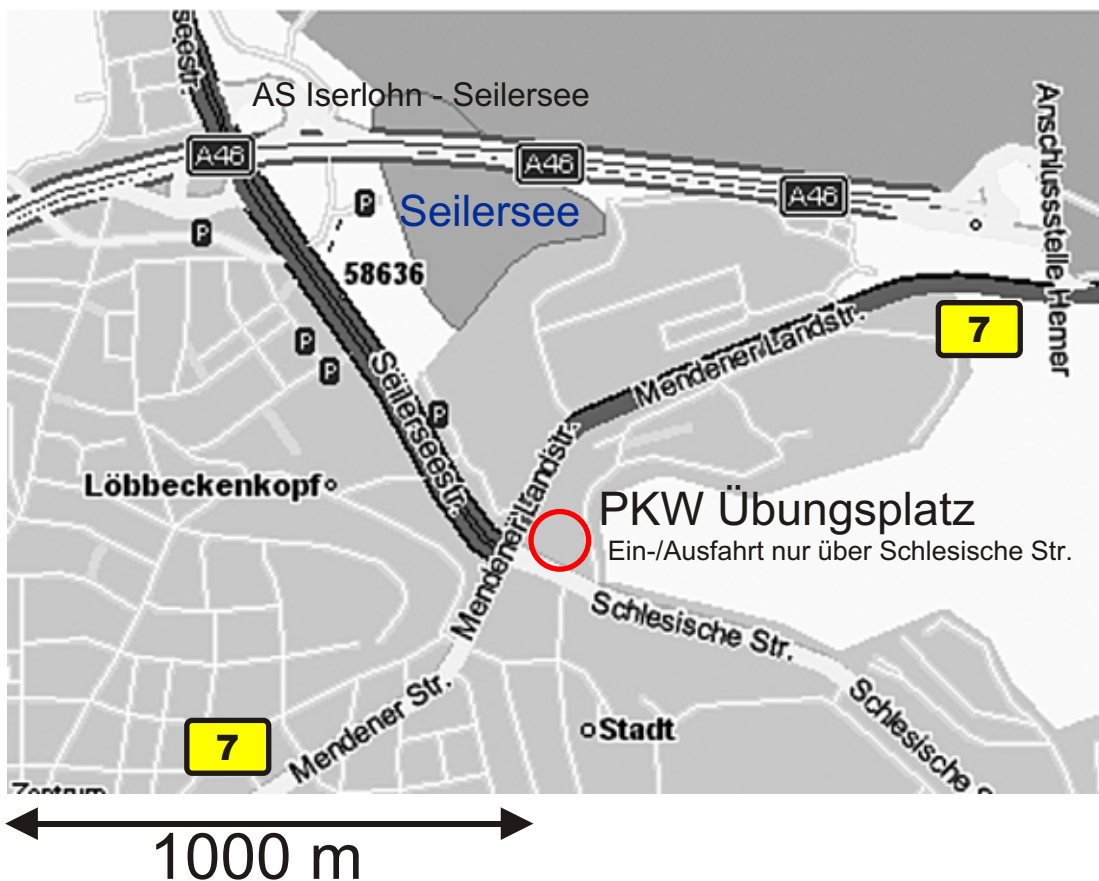 seestr.
AS Iserlohn - Seilersee
A46
A46
A46
Anschlussstelle Hemer
P
Seilersee
P
58636
7
P
P
Mendener Landstr.
Seilerseestr.
P
Mendener Landstr.
Löbbeckenkopf
PKW Übungsplatz
Ein-/Ausfahrt nur über Schlesische Str.
Schlesische Str.
Mendener Str.
Schlesische S
Stadt
7
Zentrum
1000 m